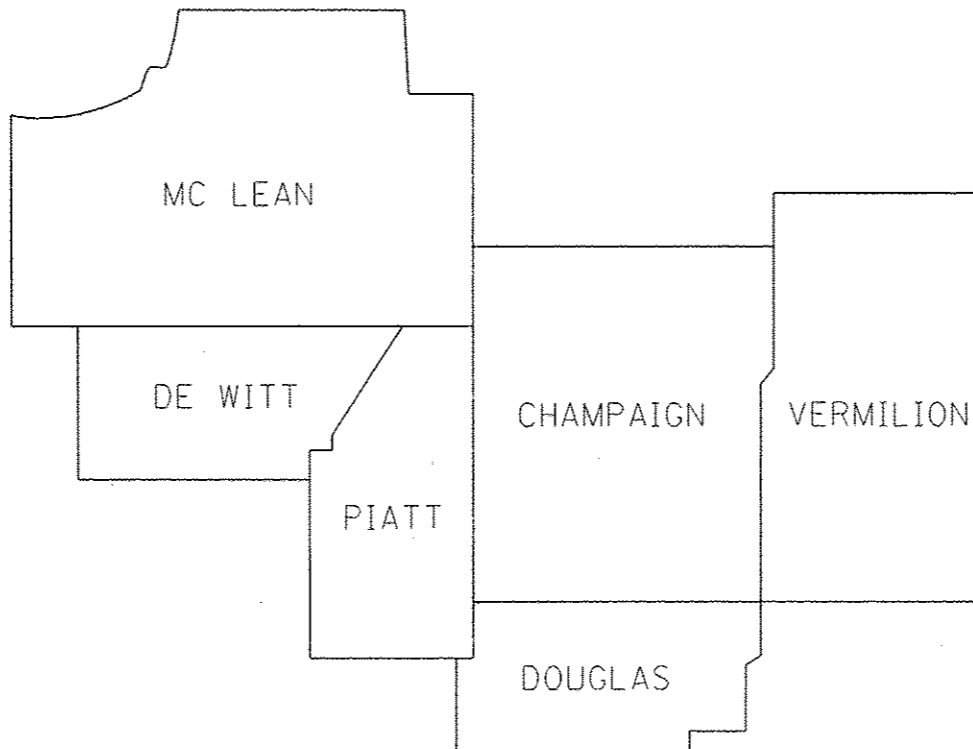 MC LEAN
DE WITT
CHAMPAIGN
VERMILION
PIATT
DOUGLAS